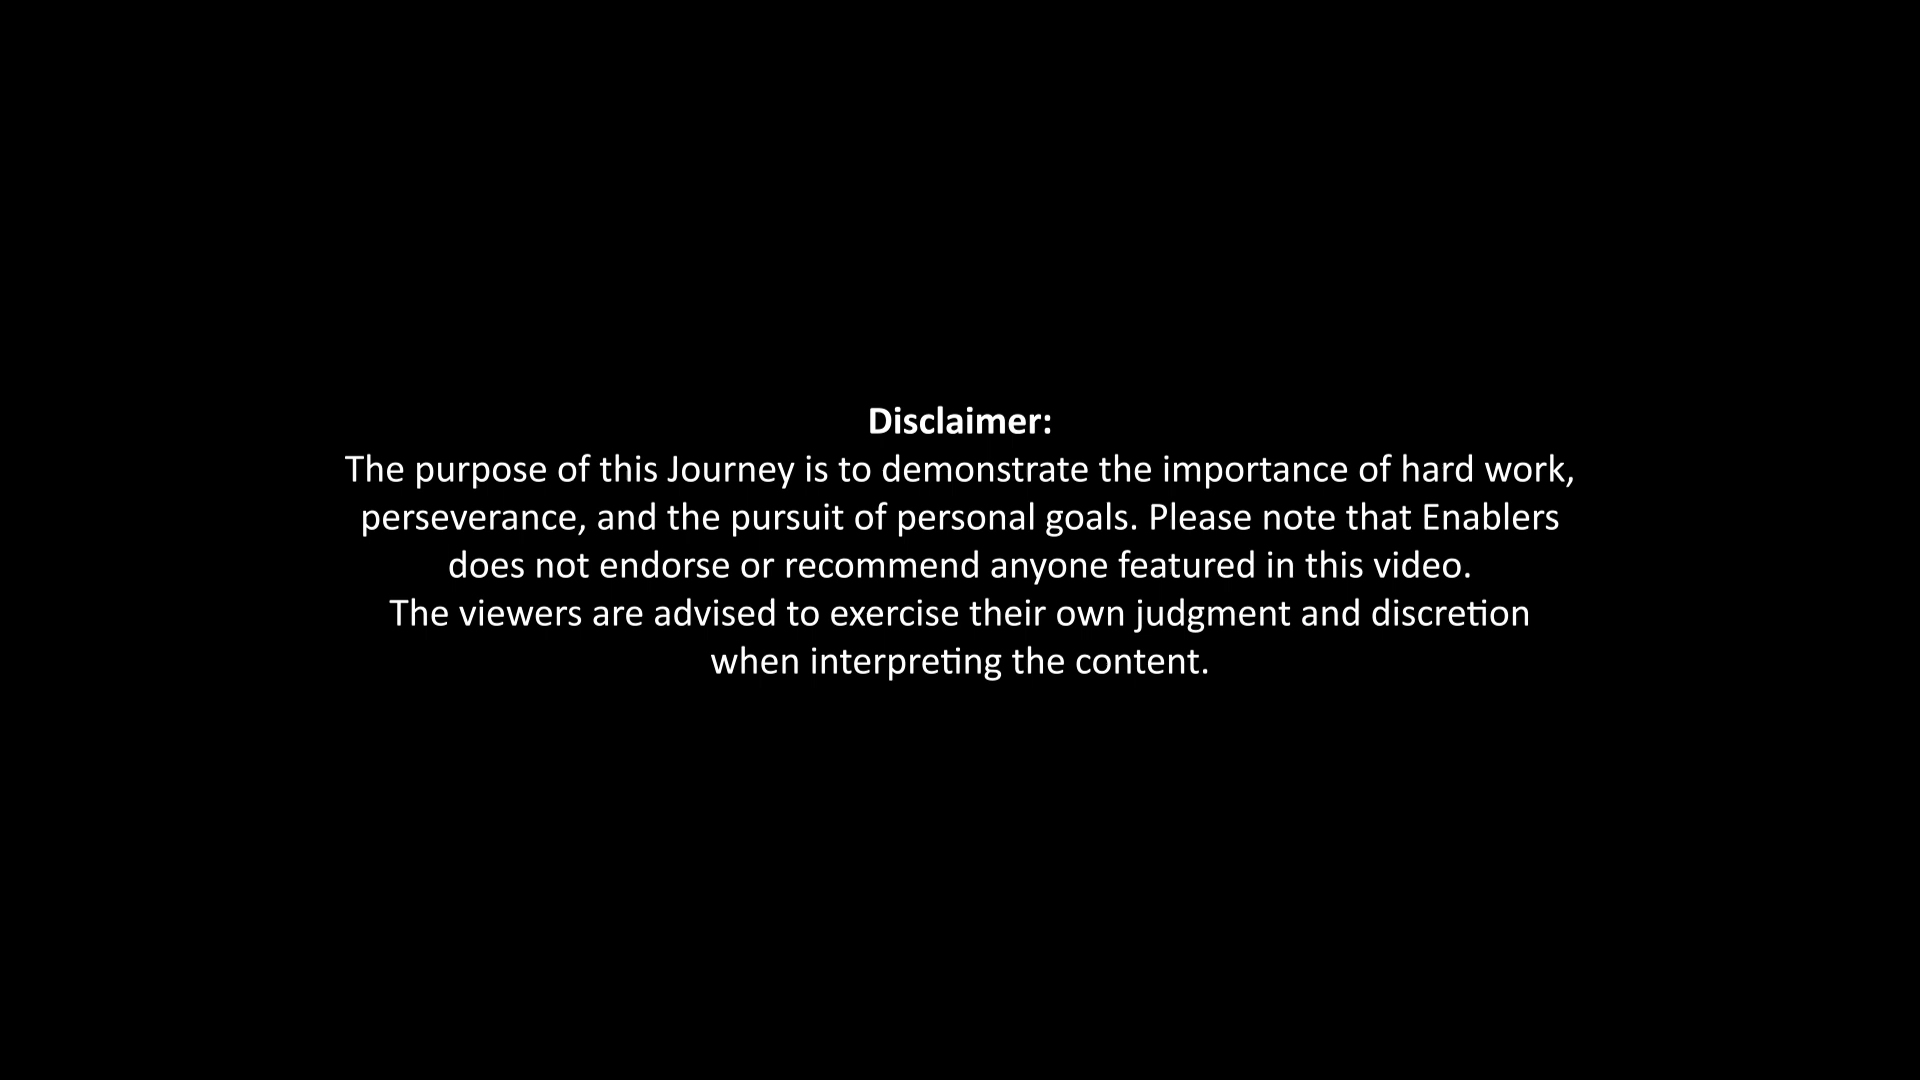 Disclaimer:
The purpose of this Journey is to demonstrate the importance of hard work,
perseverance, and the pursuit of personal goals. Please note that Enablers
does not endorse or recommend anyone featured in this video.
The viewers are advised to exercise their own judgment and discretion
when interpreting the content.